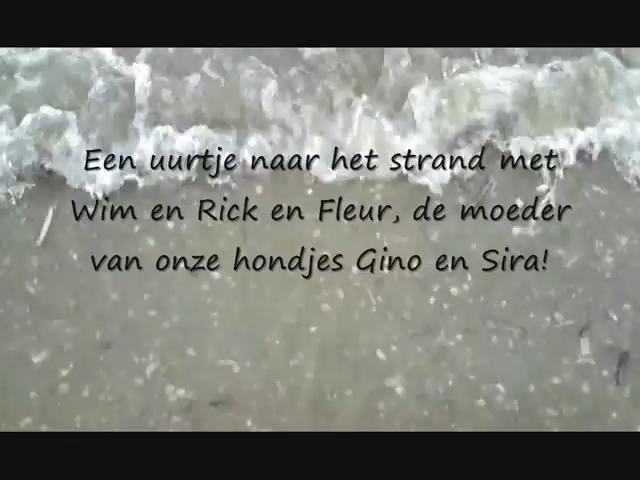 Een uurtje naar het strand met
Wim en Rick en Fleur, de moeder
van onze hondjes Gino en Sira!